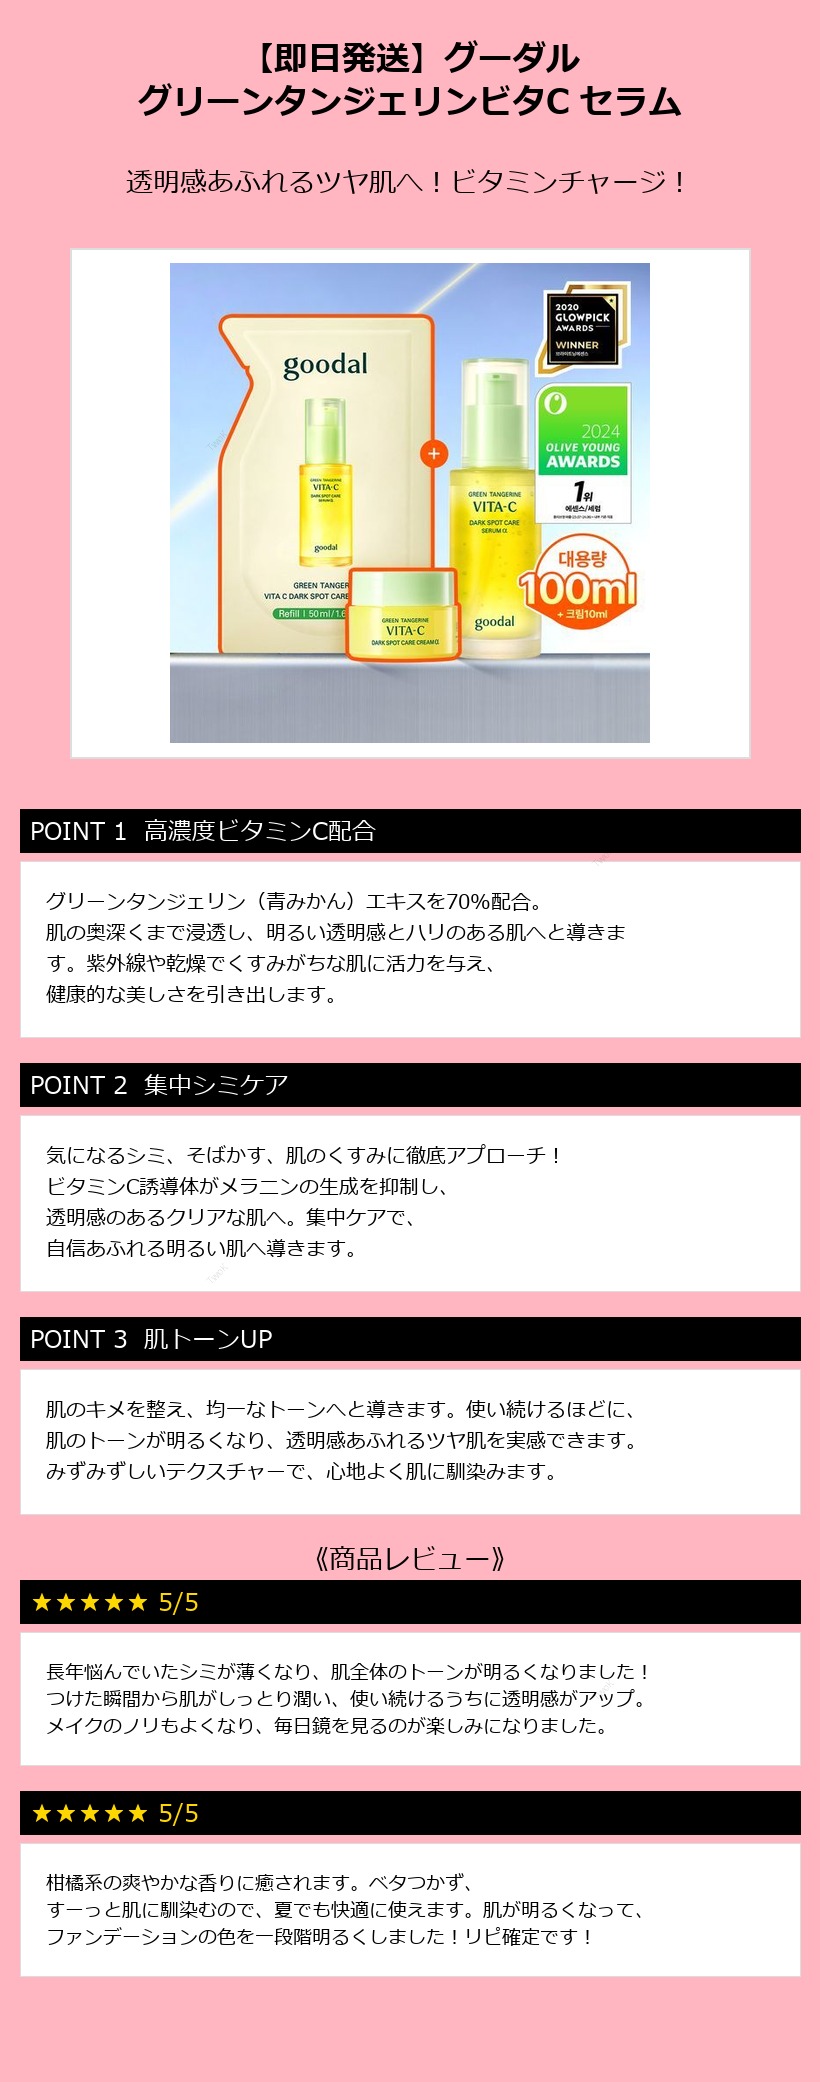 【即日発送】グーダル
グリーンタンジェリンビタC セラム
透明感あふれるツヤ肌へ！ビタミンチャージ！
goodal
GREEN TANGERINE
VITA-C
DARK SPOT CARE
SERUM α
goodal
GREEN TANGER
VITA C DARK SPOT CARE
Refill | 50ml/1.6
+
GREEN TANGERINE
VITA-C
DARK SPOT CARE CREAM α
GREEN TANGERINE
VITA-C
DARK SPOT CARE
SERUM α
goodal
2020
GLOWPICK
AWARDS
WINNER
브라이트닝에센스
2024
OLIVE YOUNG
AWARDS
1위
에센스/세럼
대용량
100ml
+ 크림10ml
POINT 1 高濃度ビタミンC配合
グリーンタンジェリン（青みかん）エキスを70%配合。
肌の奥深くまで浸透し、明るい透明感とハリのある肌へと導きま
す。紫外線や乾燥でくすみがちな肌に活力を与え、
健康的な美しさを引き出します。
POINT 2 集中シミケア
気になるシミ、そばかす、肌のくすみに徹底アプローチ！
ビタミンC誘導体がメラニンの生成を抑制し、
透明感のあるクリアな肌へ。集中ケアで、
自信あふれる明るい肌へ導きます。
POINT 3 肌トーンUP
肌のキメを整え、均一なトーンへと導きます。使い続けるほどに、
肌のトーンが明るくなり、透明感あふれるツヤ肌を実感できます。
みずみずしいテクスチャーで、心地よく肌に馴染みます。
《商品レビュー》
★★★★★ 5/5
長年悩んでいたシミが薄くなり、肌全体のトーンが明るくなりました！
つけた瞬間から肌がしっとり潤い、使い続けるうちに透明感がアップ。
メイクのノリもよくなり、毎日鏡を見るのが楽しみになりました。
★★★★★ 5/5
柑橘系の爽やかな香りに癒されます。ベタつかず、
すーっと肌に馴染むので、夏でも快適に使えます。肌が明るくなって、
ファンデーションの色を一段階明るくしました！リピ確定です！